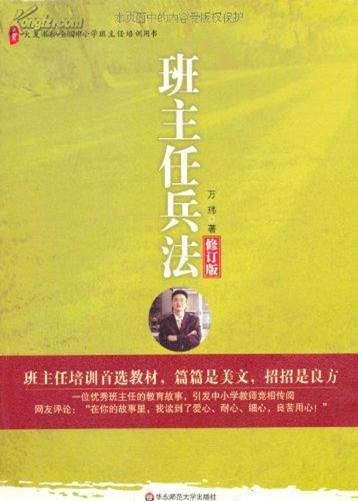 本页面中的内容受版权保护
Kongfz.com
大夏书系·全国中小学班主任培训用书
班主任兵法
万玮·著
修订版
班主任培训首选教材，篇篇是美文，招招是良方
一位优秀班主任的教育故事，引发中小学教师竞相传阅
网友评论：“在你的故事里，我读到了爱心、耐心、细心，良苦用心！”
华东师范大学出版社